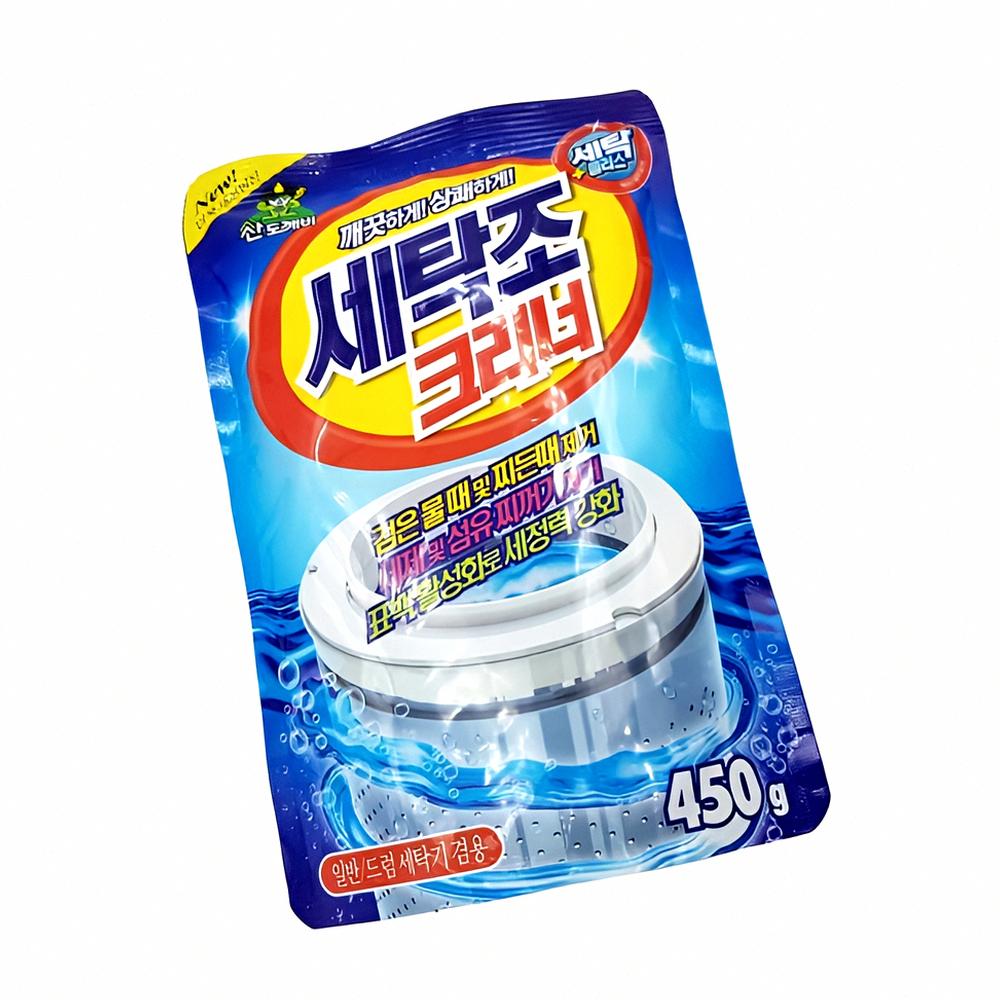 New!
산도깨비
세탁
플러스
깨끗하게! 상쾌하게!
세탁조
크리너
검은 물 때 및 찌든때 제거
세제 및 섬유 찌꺼기 제거
표백 활성화로 세정력 강화
450g
일반/드럼 세탁기 겸용